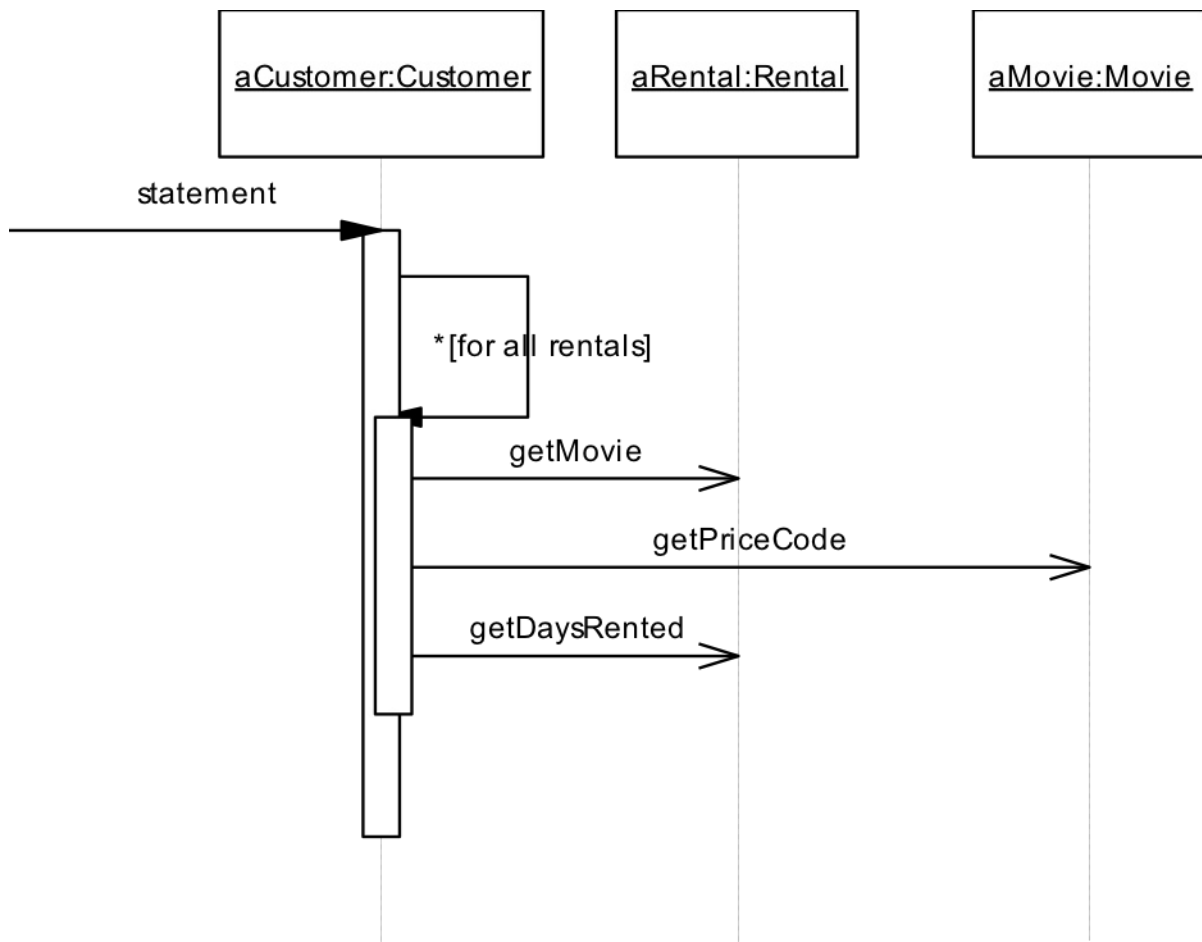 aCustomer:Customer
aRental:Rental
aMovie:Movie
statement
*[for all rentals]
getMovie
getPriceCode
getDaysRented